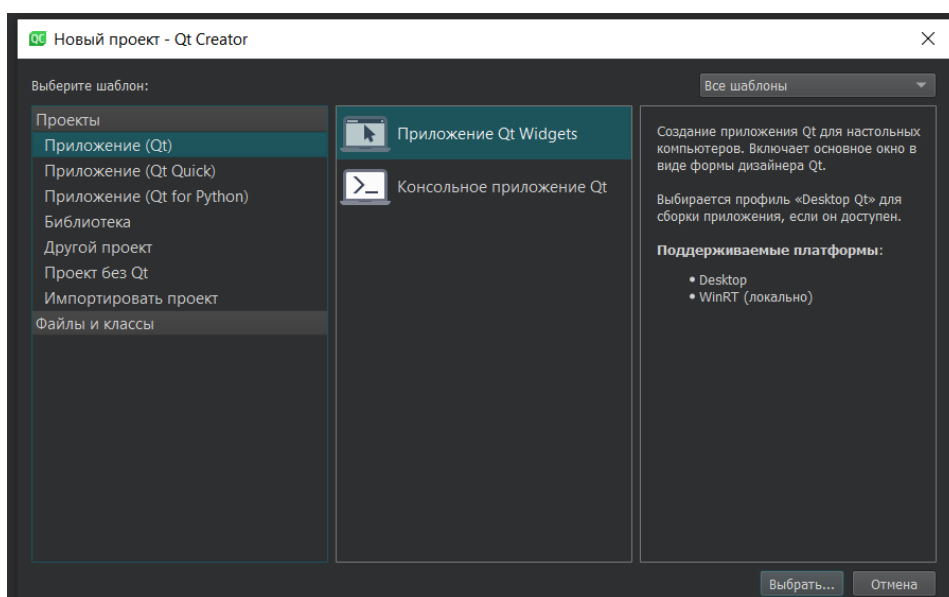 Новый проект - Qt Creator
Выберите шаблон:
Все шаблоны
Проекты
Приложение (Qt)
Приложение (Qt Quick)
Приложение (Qt for Python)
Библиотека
Другой проект
Проект без Qt
Импортировать проект
Файлы и классы
Приложение Qt Widgets
Консольное приложение Qt
Создание приложения Qt для настольных
компьютеров. Включает основное окно в
виде формы дизайнера Qt.
Выбирается профиль «Desktop Qt» для
сборки приложения, если он доступен.
Поддерживаемые платформы:
• Desktop
• WinRT (локально)
Выбрать...
Отмена